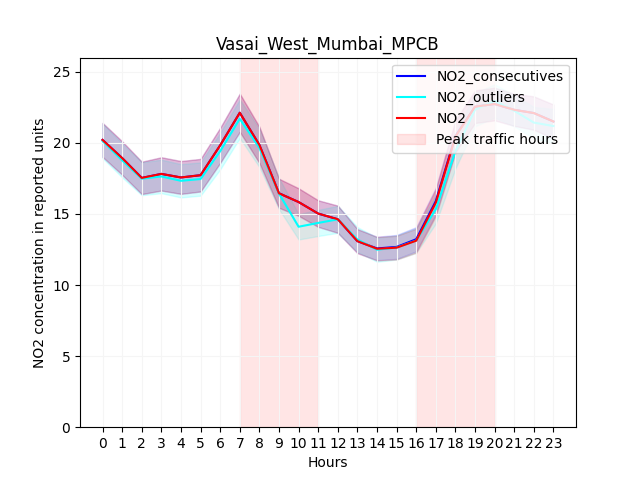 Vasai_West_Mumbai_MPCB
NO2 concentration in reported units
25
20
15
10
5
0
NO2_consecutives
NO2_outliers
NO2
Peak traffic hours
0 1 2 3 4 5 6 7 8 9 10 11 12 13 14 15 16 17 18 19 20 21 22 23
Hours